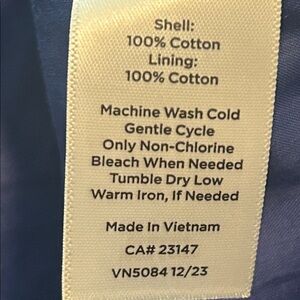 Shell:
100% Cotton
Lining:
100% Cotton
Machine Wash Cold
Gentle Cycle
Only Non-Chlorine
Bleach When Needed
Tumble Dry Low
Warm Iron, If Needed
Made In Vietnam
CA# 23147
VN5084 12/23